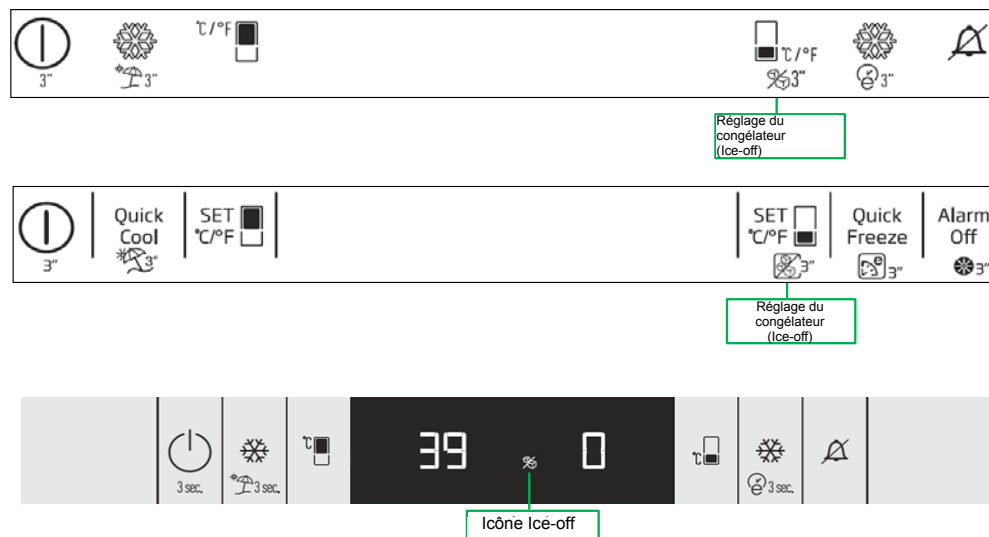 ℃/°F
℃/°F
3"
3"
3"
3"
Réglage du
congélateur
(Ice-off)
Quick
Cool
SET
℃/°F
SET
℃/°F
Quick
Freeze
Alarm
Off
3"
3"
3"
e
3"
3"
Réglage du
congélateur
(Ice-off)
℃
39
0
℃
3 sec.
3 sec.
3 sec.
Icône Ice-off